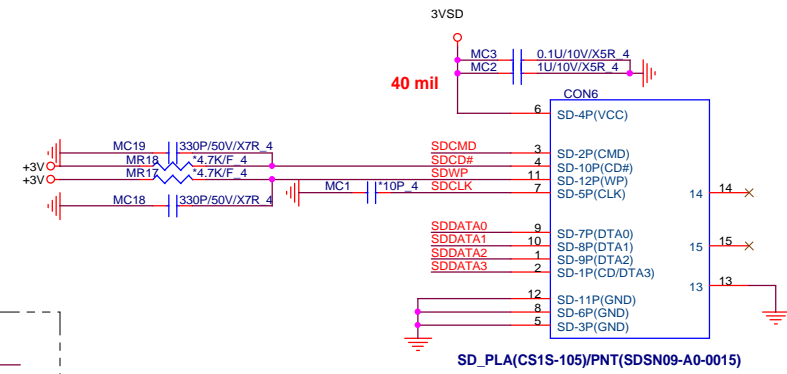 3VSD
MC3 0.1U/10V/X5R_4
MC2 1U/10V/X5R_4
40 mil
CON6
6 SD-4P(VCC)
MC19 330P/50V/X7R_4
SDCMD 3 SD-2P(CMD)
+3V MR18 *4.7K/F_4 SDCD# 4 SD-10P(CD#)
+3V MR17 *4.7K/F_4 SDWP 11 SD-12P(WP)
MC1 *10P_4 SDCLK 7 SD-5P(CLK)
14 14
MC18 330P/50V/X7R_4
SDDATA0 9 SD-7P(DTA0)
SDDATA1 10 SD-8P(DTA1)
15 15
SDDATA2 1 SD-9P(DTA2)
SDDATA3 2 SD-1P(CD/DTA3)
13 13
12 SD-11P(GND)
8 SD-6P(GND)
5 SD-3P(GND)
SD_PLA(CS1S-105)/PNT(SDSN09-A0-0015)